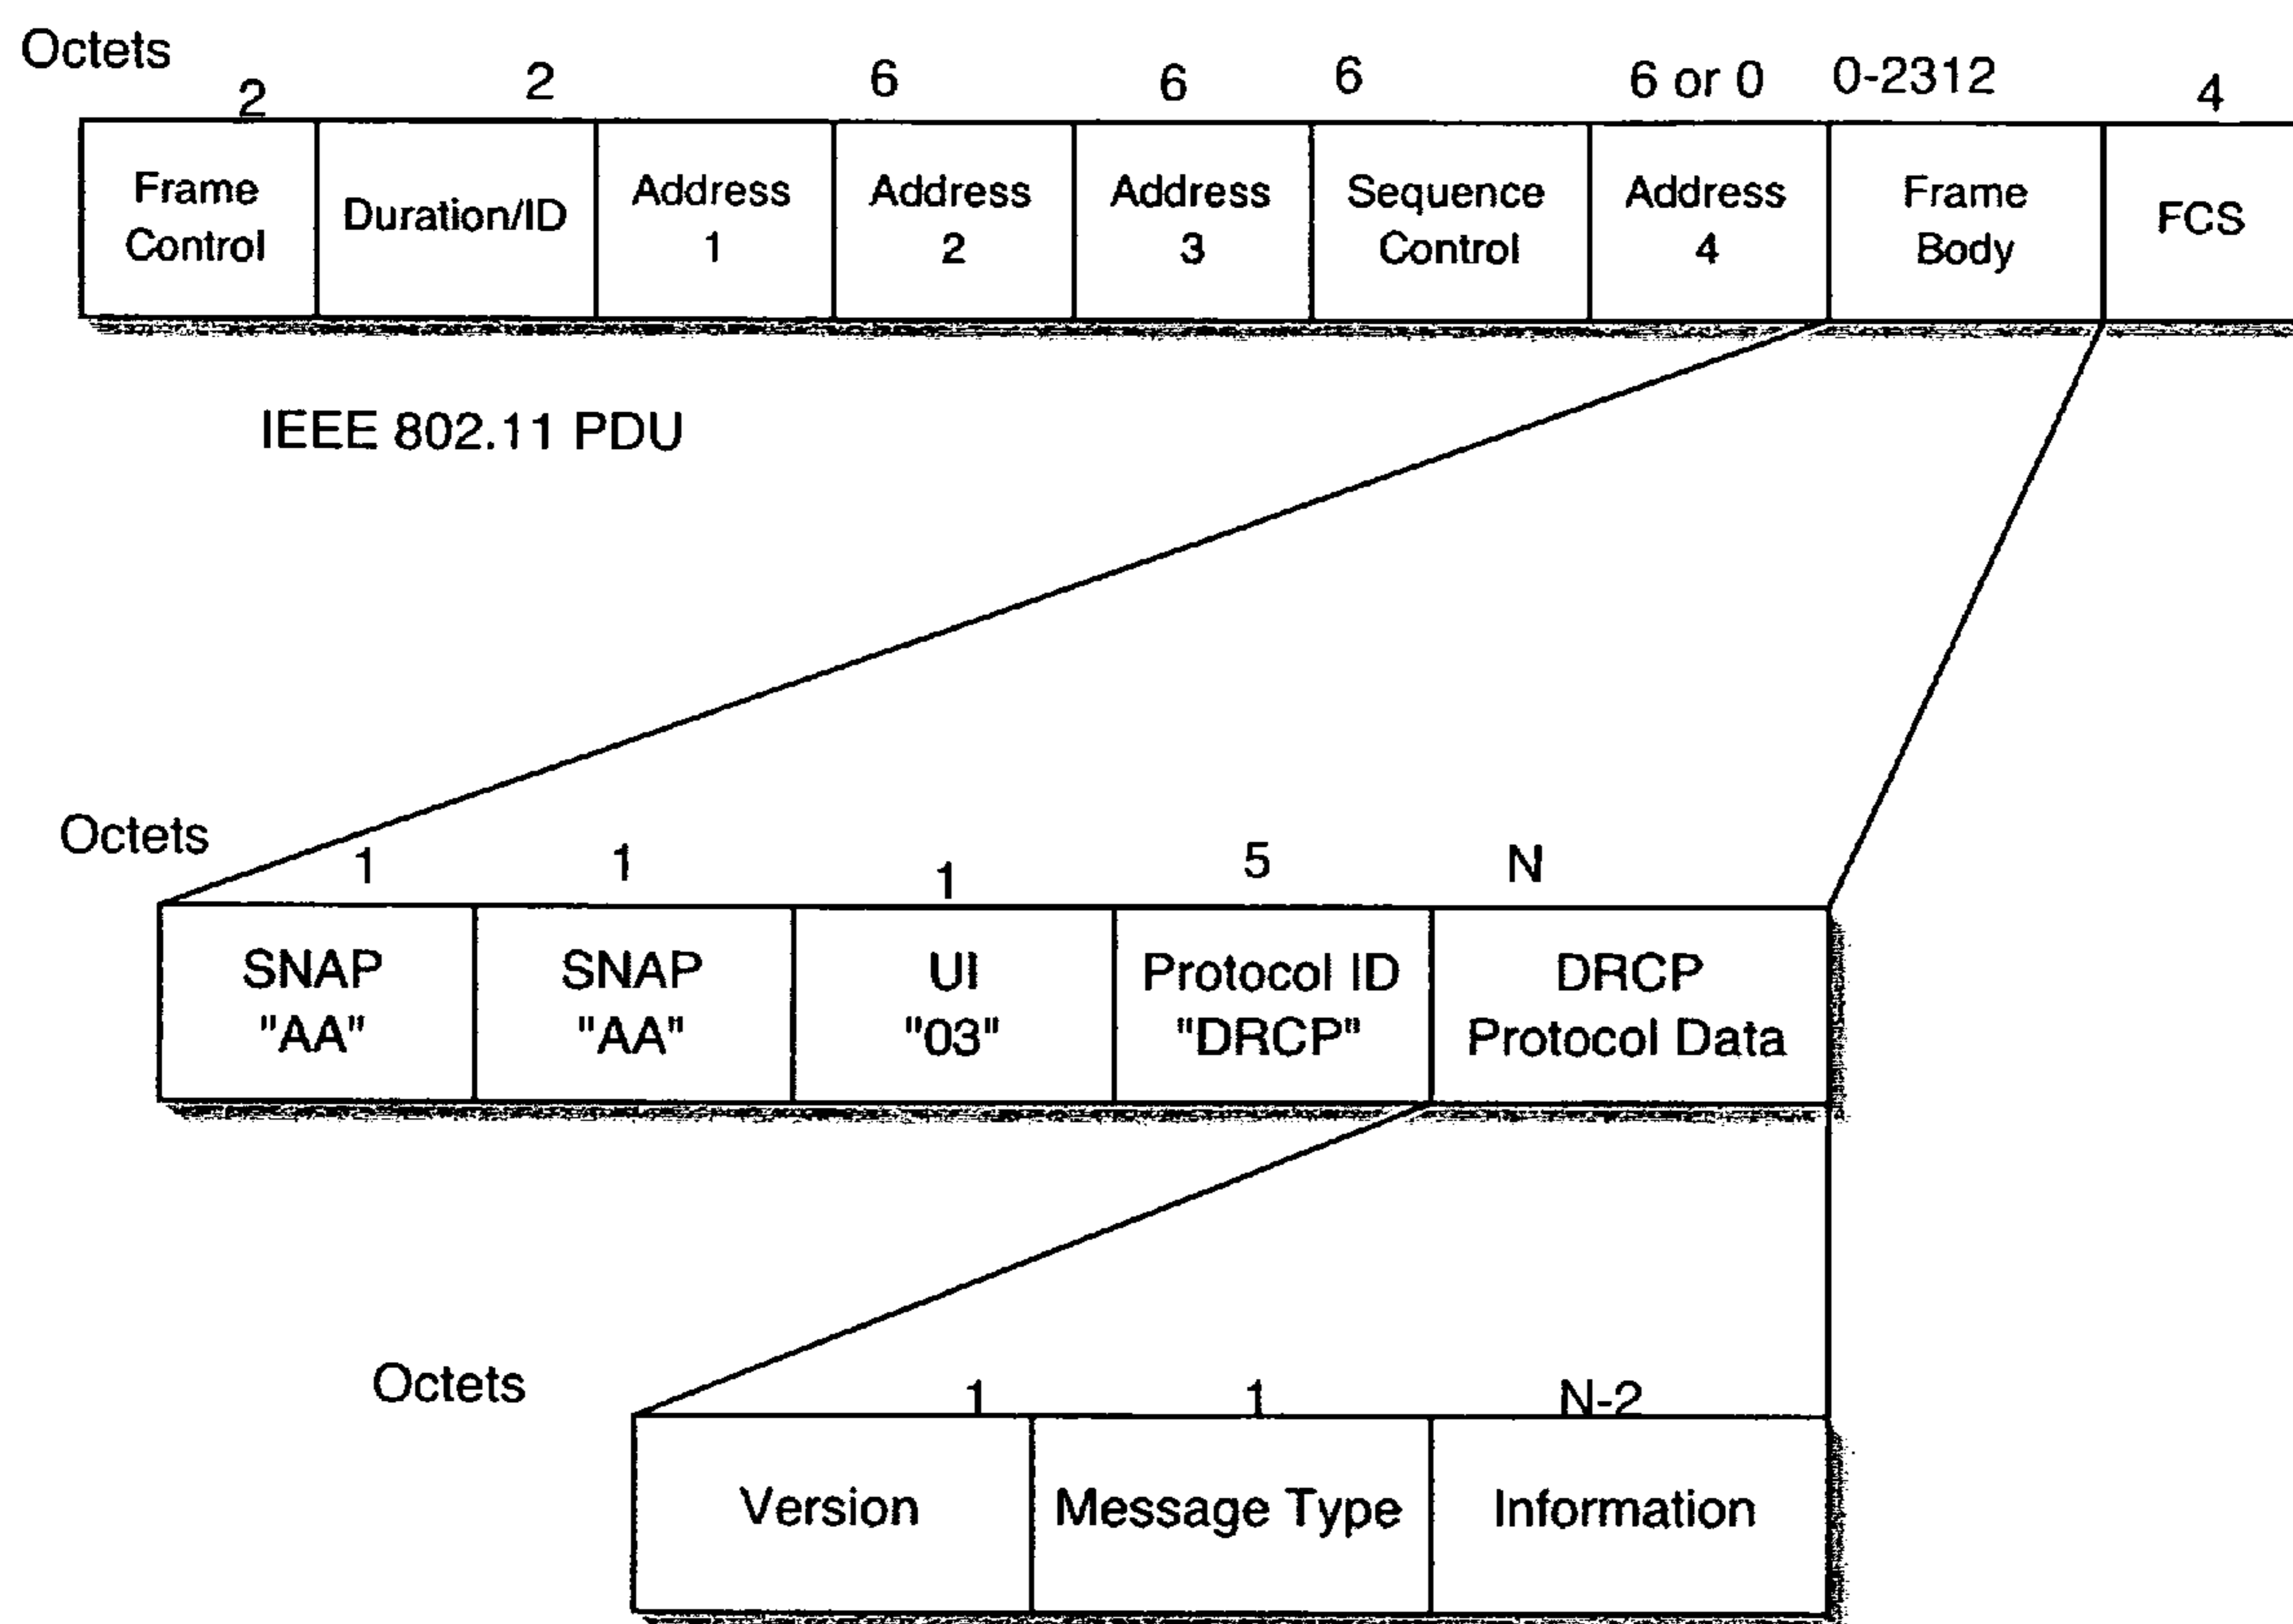 Octets
2 2 6 6 6 6 or 0 0-2312 4
Frame Control
Duration/ID
Address 1
Address 2
Address 3
Sequence Control
Address 4
Frame Body
FCS
IEEE 802.11 PDU
Octets
1 1 1 5 N
SNAP "AA"
SNAP "AA"
UI "03"
Protocol ID "DRCP"
DRCP Protocol Data
Octets
1 1 N-2
Version
Message Type
Information